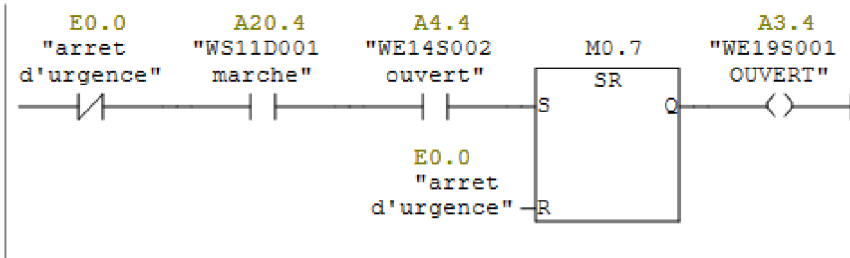 E0.0 A20.4 A4.4 A3.4
"arret "WS11D001 "WE14S002 M0.7 "WE19S001
d'urgence" marche" ouvert" SR OUVERT"
S Q
E0.0
"arret
d'urgence" R